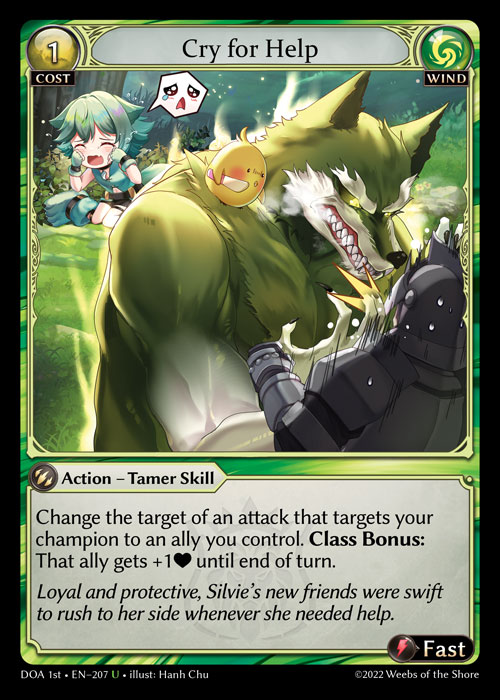 1
Cry for Help
COST
WIND
Action – Tamer Skill
Change the target of an attack that targets your
champion to an ally you control. Class Bonus:
That ally gets +1♥ until end of turn.
Loyal and protective, Silvie's new friends were swift
to rush to her side whenever she needed help.
Fast
DOA 1st • EN–207 U • illust: Hanh Chu
©2022 Weebs of the Shore